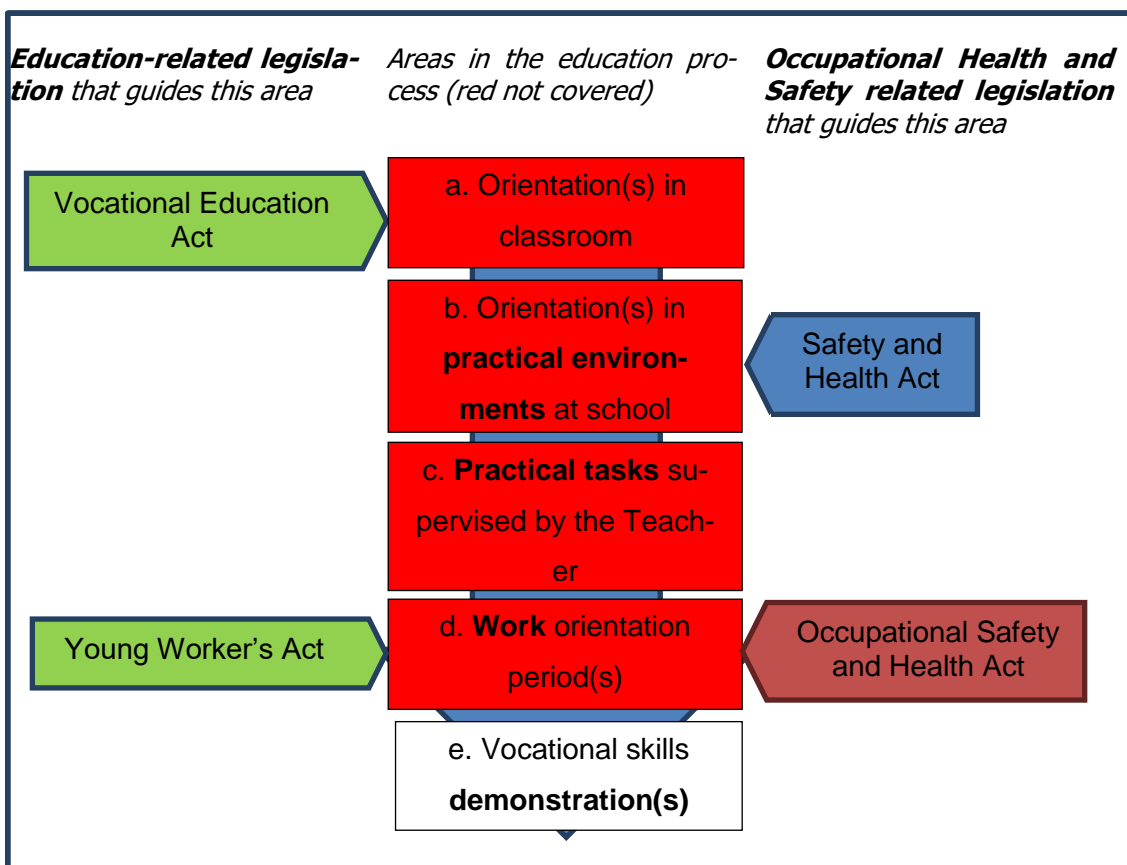 Education-related legisla-
tion that guides this area
Areas in the education pro-
cess (red not covered)
Occupational Health and
Safety related legislation
that guides this area
Vocational Education
Act
a. Orientation(s) in
classroom
b. Orientation(s) in
practical environ-
ments at school
Safety and
Health Act
c. Practical tasks su-
pervised by the Teach-
er
Young Worker’s Act
d. Work orientation
period(s)
Occupational Safety
and Health Act
e. Vocational skills
demonstration(s)